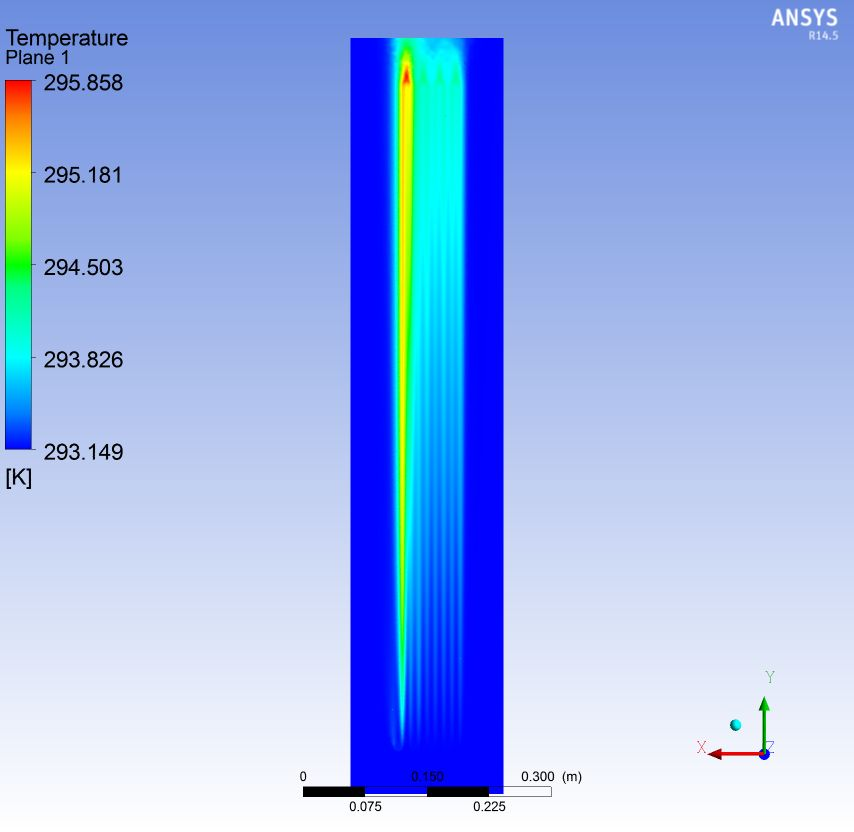 ANSYS
R14.5
Temperature
Plane 1
295.858
295.181
294.503
293.826
293.149
[K]
Y
X
Z
0 0.150 0.300 (m)
0.075 0.225